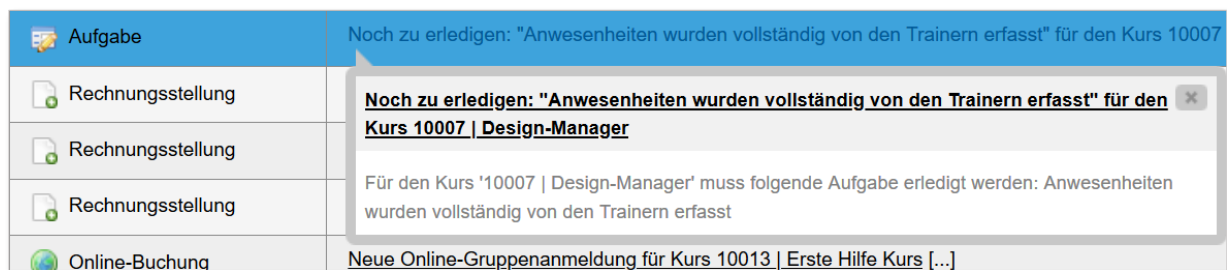 Aufgabe
Noch zu erledigen: "Anwesenheiten wurden vollständig von den Trainern erfasst" für den Kurs 10007
Rechnungsstellung
Noch zu erledigen: "Anwesenheiten wurden vollständig von den Trainern erfasst" für den
Kurs 10007 | Design-Manager
Rechnungsstellung
Für den Kurs '10007 | Design-Manager' muss folgende Aufgabe erledigt werden: Anwesenheiten
wurden vollständig von den Trainern erfasst
Rechnungsstellung
Online-Buchung
Neue Online-Gruppenanmeldung für Kurs 10013 | Erste Hilfe Kurs [...]